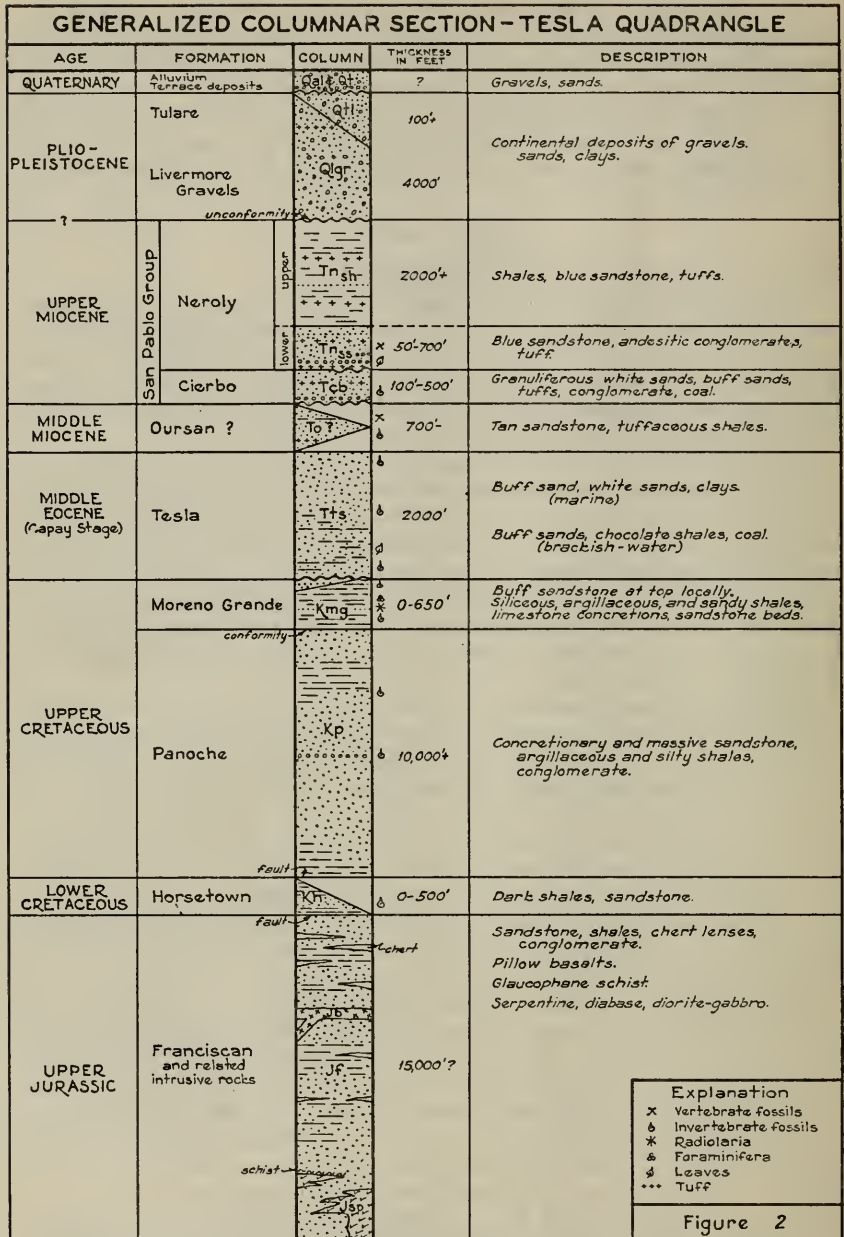 GENERALIZED COLUMNAR SECTION-TESLA QUADRANGLE
AGE FORMATION COLUMN THICKNESS IN FEET DESCRIPTION
QUATERNARY Alluvium Terrace deposits Qal & Qt ? Gravels, sands.
PLIO-PLEISTOCENE
Tulare Qtl 100'+
Continental deposits of gravels.
sands, clays.
Livermore Gravels Qlgr 4000'
unconformity
?
UPPER MIOCENE
San Pablo Group
Neroly
upper Tn sh 2000'+ Shales, blue sandstone, tuffs.
lower Tn ss 50'-700' Blue sandstone, andesitic conglomerates,
tuff
Cierbo Tcb 100'-500' Granuliferous white sands, buff sands,
tuffs, conglomerate, coal.
MIDDLE MIOCENE Oursan ? To ? 700'- Tan sandstone, tuffaceous shales.
MIDDLE
EOCENE
(Capay Stage)
Tesla Tts 2000'
Buff sand, white sands, clays.
(marine)
Buff sands, chocolate shales, coal.
(brackish-water)
UPPER
CRETACEOUS
Moreno Grande Kmg 0-650'
Buff sandstone at top locally.
Siliceous, argillaceous, and sandy shales,
limestone concretions, sandstone beds.
conformity
Panoche Kp 10,000'+
Concretionary and massive sandstone,
argillaceous and silty shales,
conglomerate.
fault
LOWER
CRETACEOUS
Horsetown Kh 0-500' Dark shales, sandstone.
fault
chert
UPPER
JURASSIC
Franciscan
and related
intrusive rocks
Jb
Jf
15,000'?
schist
Jsp
Sandstone, shales, chert lenses,
conglomerate.
Pillow basalts.
Glaucophane schist
Serpentine, diabase, diorite-gabbro.
Explanation
Vertebrate fossils
Invertebrate fossils
Radiolaria
Foraminifera
Leaves
Tuff
Figure 2